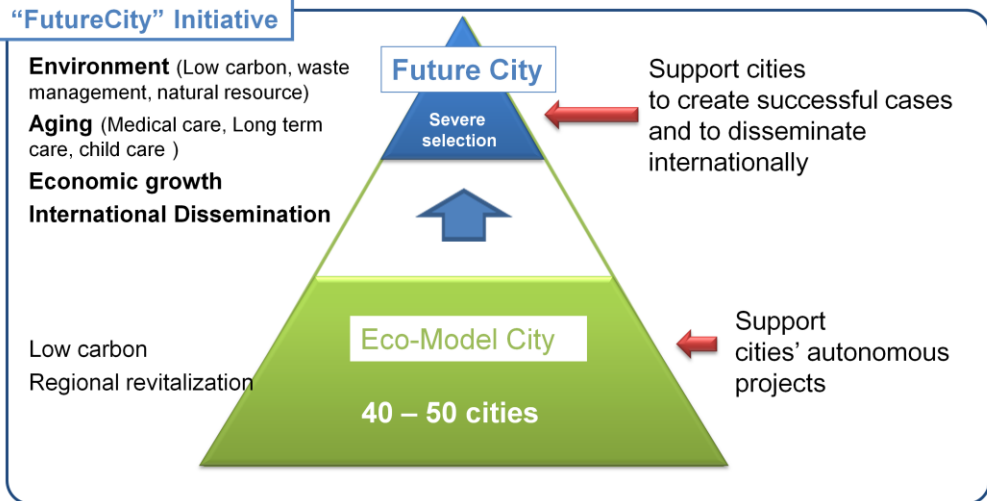 “FutureCity” Initiative
Environment (Low carbon, waste
management, natural resource)
Aging (Medical care, Long term
care, child care )
Economic growth
International Dissemination
Future City
Severe
selection
Support cities
to create successful cases
and to disseminate
internationally
Low carbon
Regional revitalization
Eco-Model City
40 – 50 cities
Support
cities’ autonomous
projects